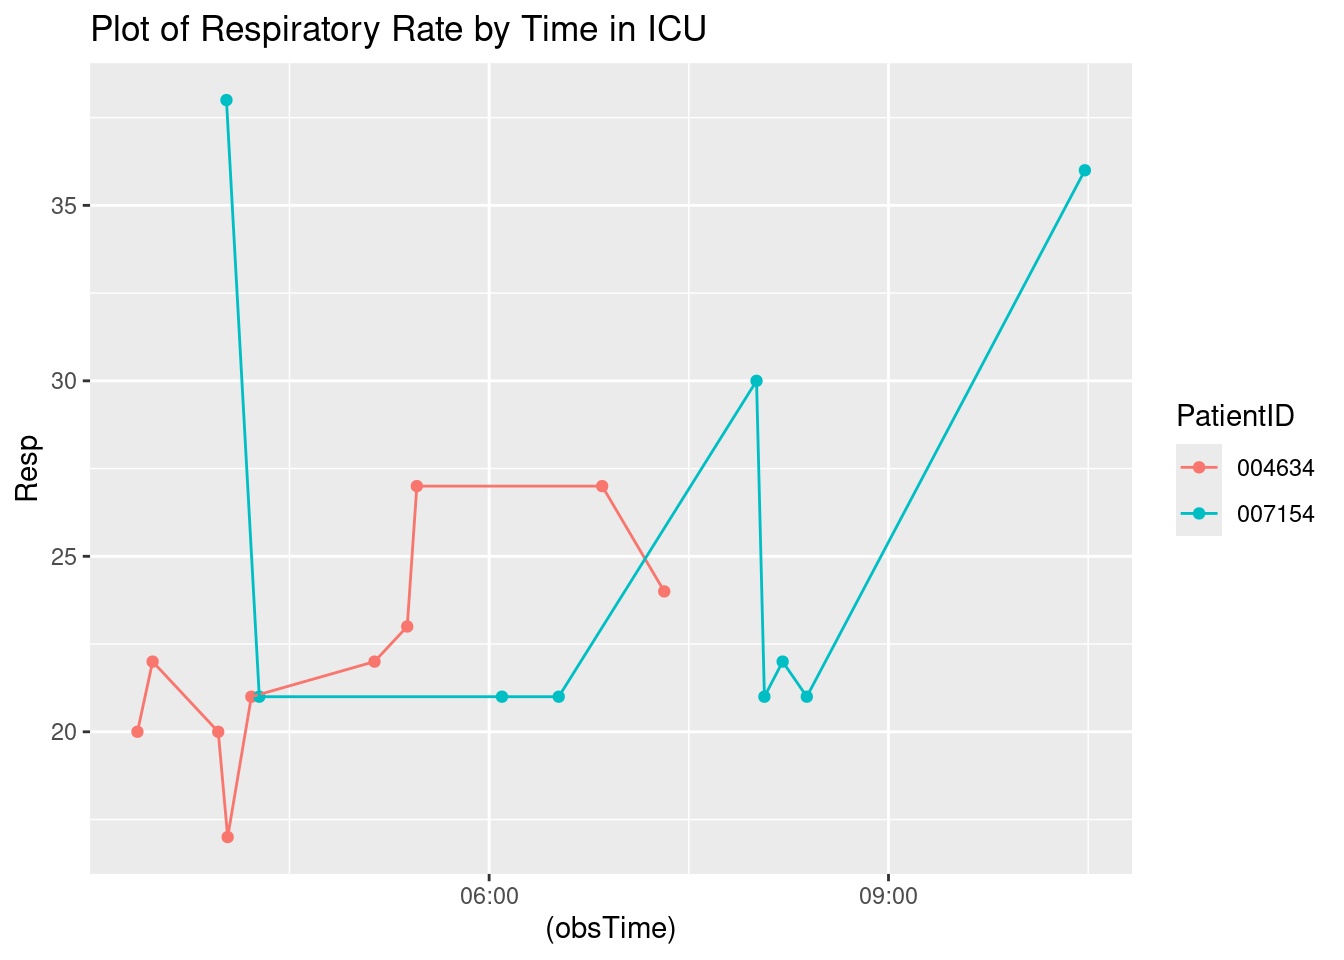 Plot of Respiratory Rate by Time in ICU
35
30
25
20
Resp
06:00
09:00
(obsTime)
PatientID
004634
007154